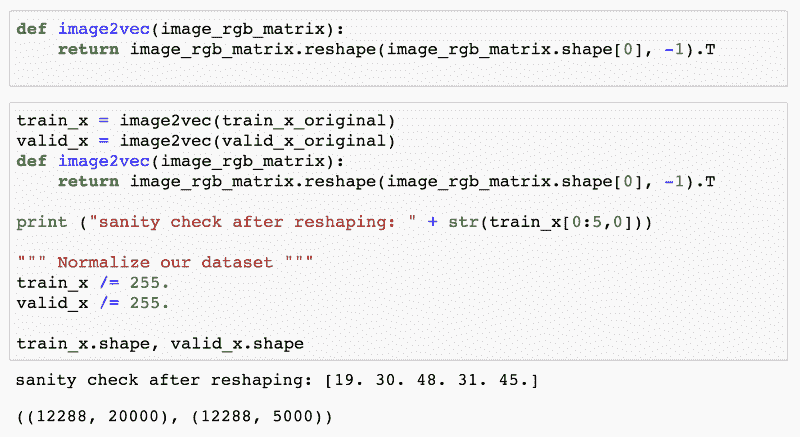 def image2vec(image_rgb_matrix):
    return image_rgb_matrix.reshape(image_rgb_matrix.shape[0], -1).T
train_x = image2vec(train_x_original)
valid_x = image2vec(valid_x_original)
def image2vec(image_rgb_matrix):
    return image_rgb_matrix.reshape(image_rgb_matrix.shape[0], -1).T
print ("sanity check after reshaping: " + str(train_x[0:5,0]))
""" Normalize our dataset """
train_x /= 255.
valid_x /= 255.
train_x.shape, valid_x.shape
sanity check after reshaping: [19. 30. 48. 31. 45.]
((12288, 20000), (12288, 5000))